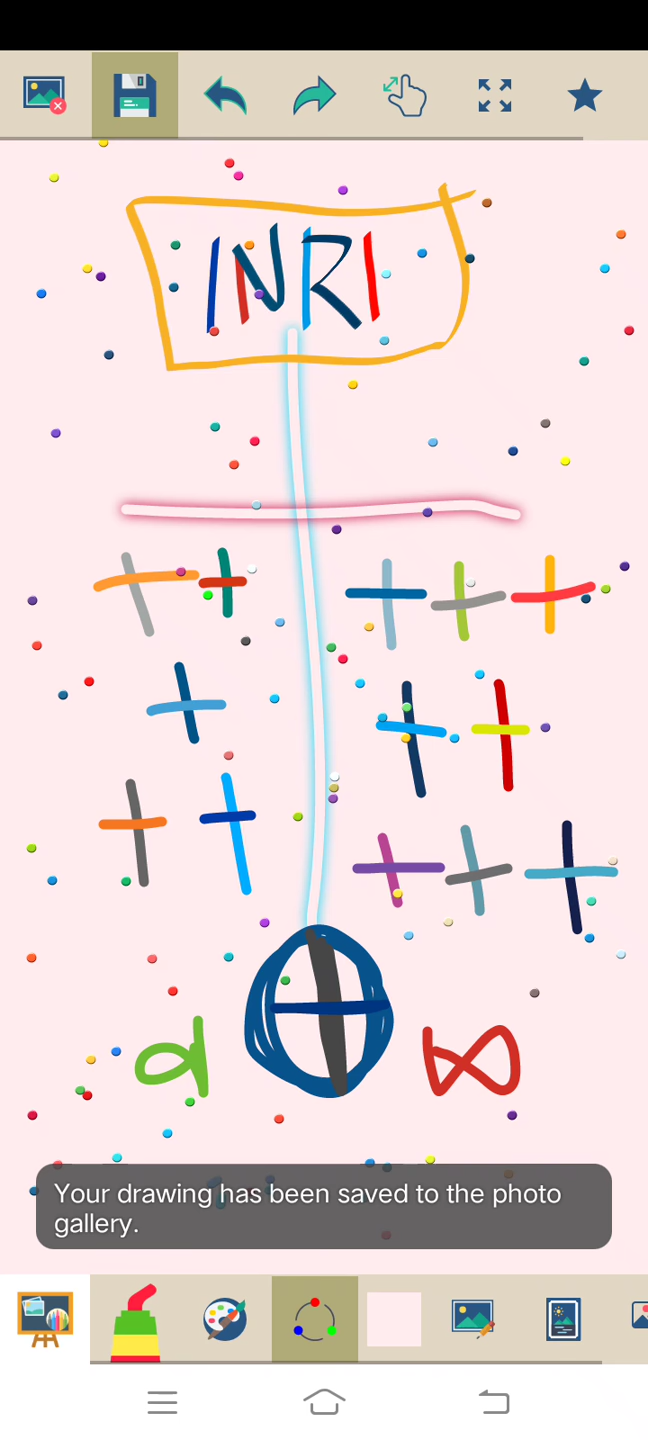 INRI
α ∞
Your drawing has been saved to the photo
gallery.